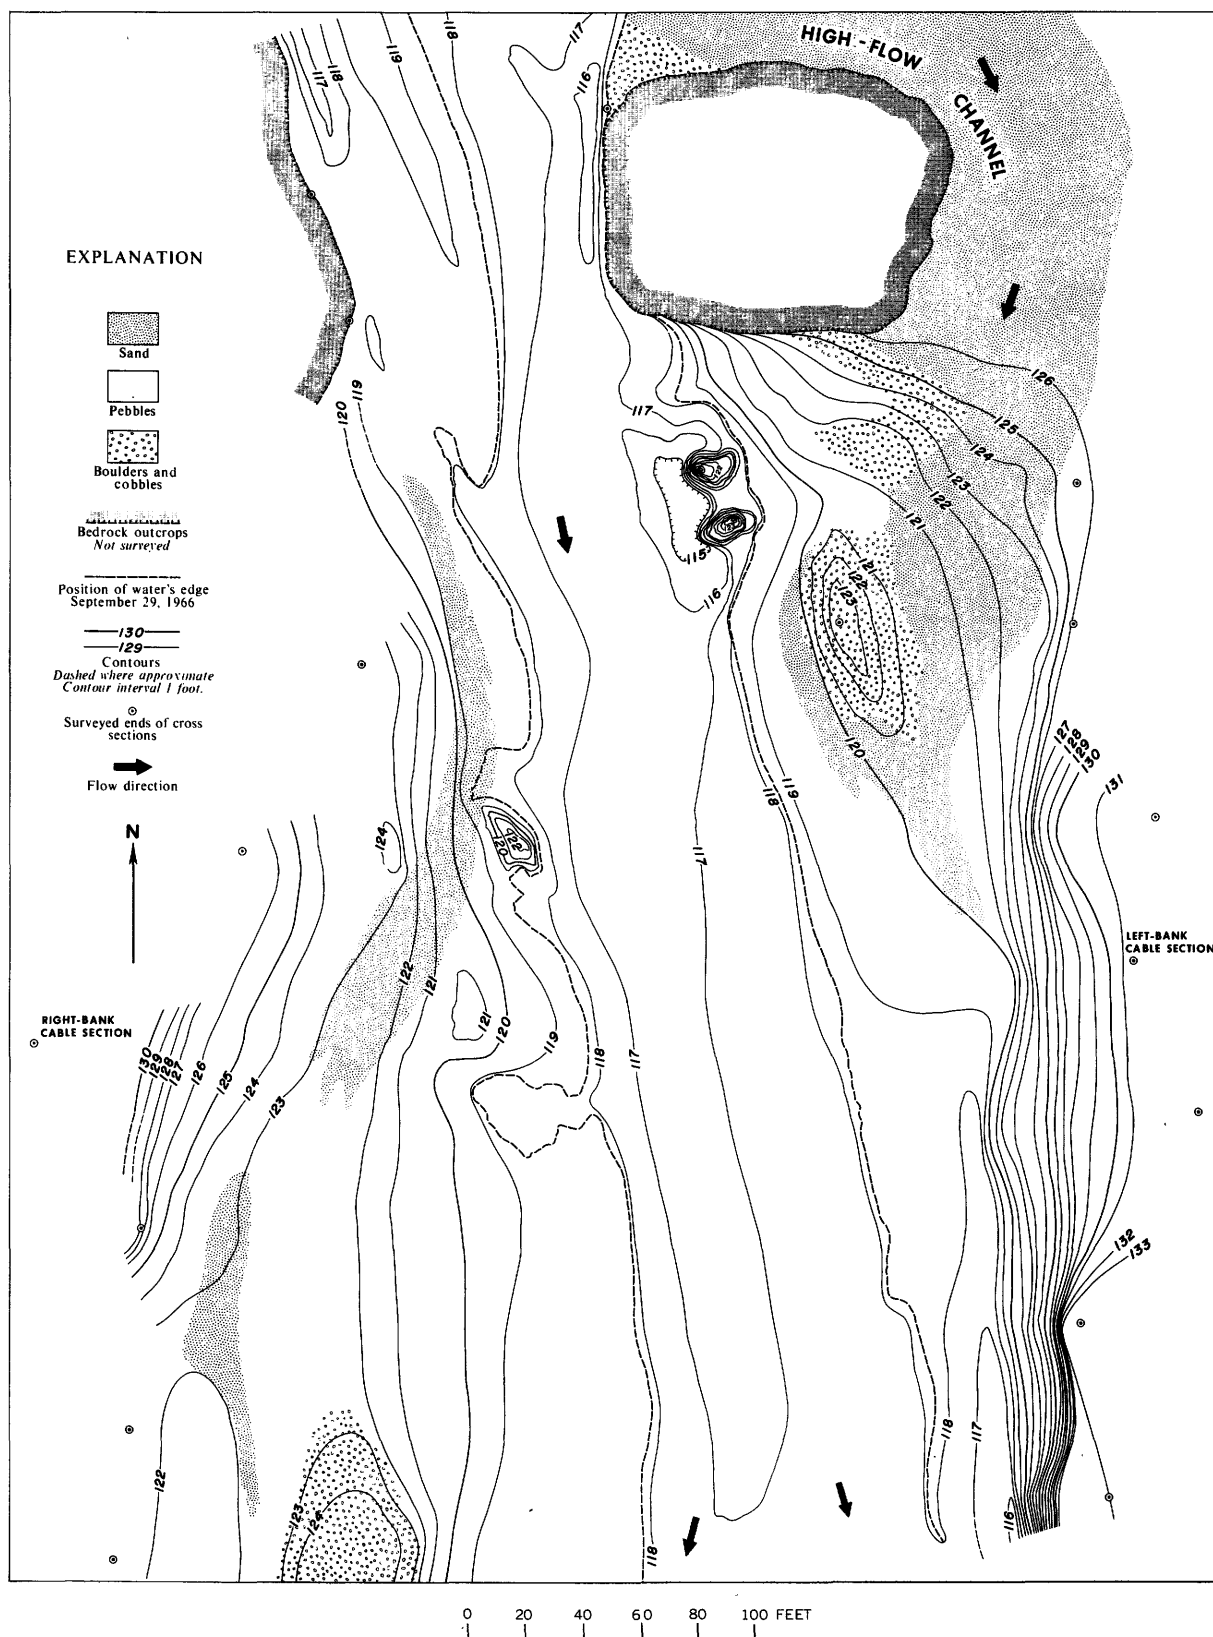 117
118
119
118
117
116
HIGH-FLOW
CHANNEL
EXPLANATION
Sand
Pebbles
Boulders and
cobbles
Bedrock outcrops
Not surveyed
Position of water's edge
September 29, 1966
130
129
Contours
Dashed where approximate
Contour interval 1 foot.
Surveyed ends of cross
sections
Flow direction
N
120
119
117
126
125
124
123
122
121
115
116
121
122
123
120
119
118
127
128
129
130
131
124
120
122
117
LEFT-BANK
CABLE SECTION
RIGHT-BANK
CABLE SECTION
130
129
128
127
126
125
124
123
122
121
121
120
119
118
117
132
133
122
123
124
118
118
117
116
0 20 40 60 80 100 FEET